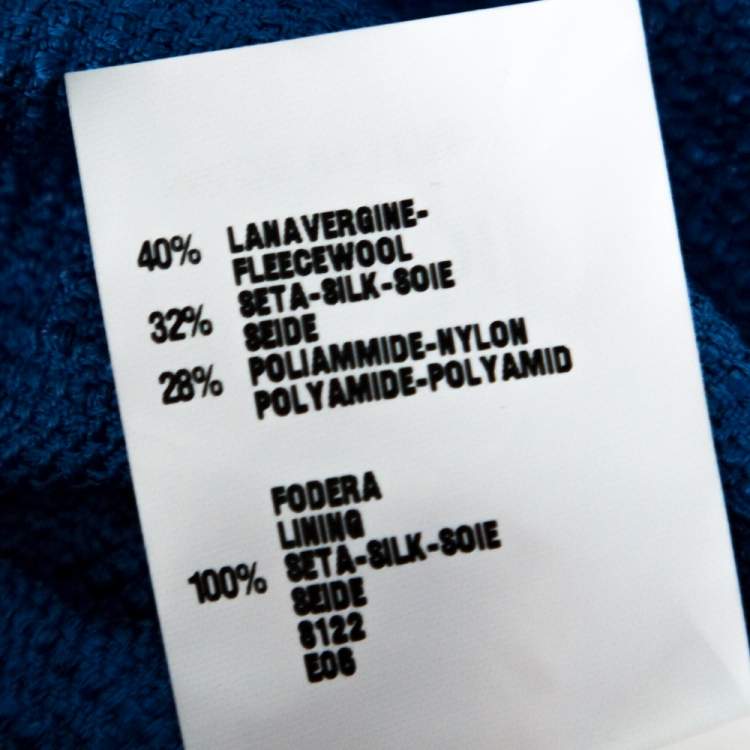 40% LANAVERGINE-
FLEECEWOOL
32% SETA-SILK-SOIE
SEIDE
28% POLIAMMIDE-NYLON
POLYAMIDE-POLYAMID
FODERA
LINING
100% SETA-SILK-SOIE
SEIDE
8122
E06